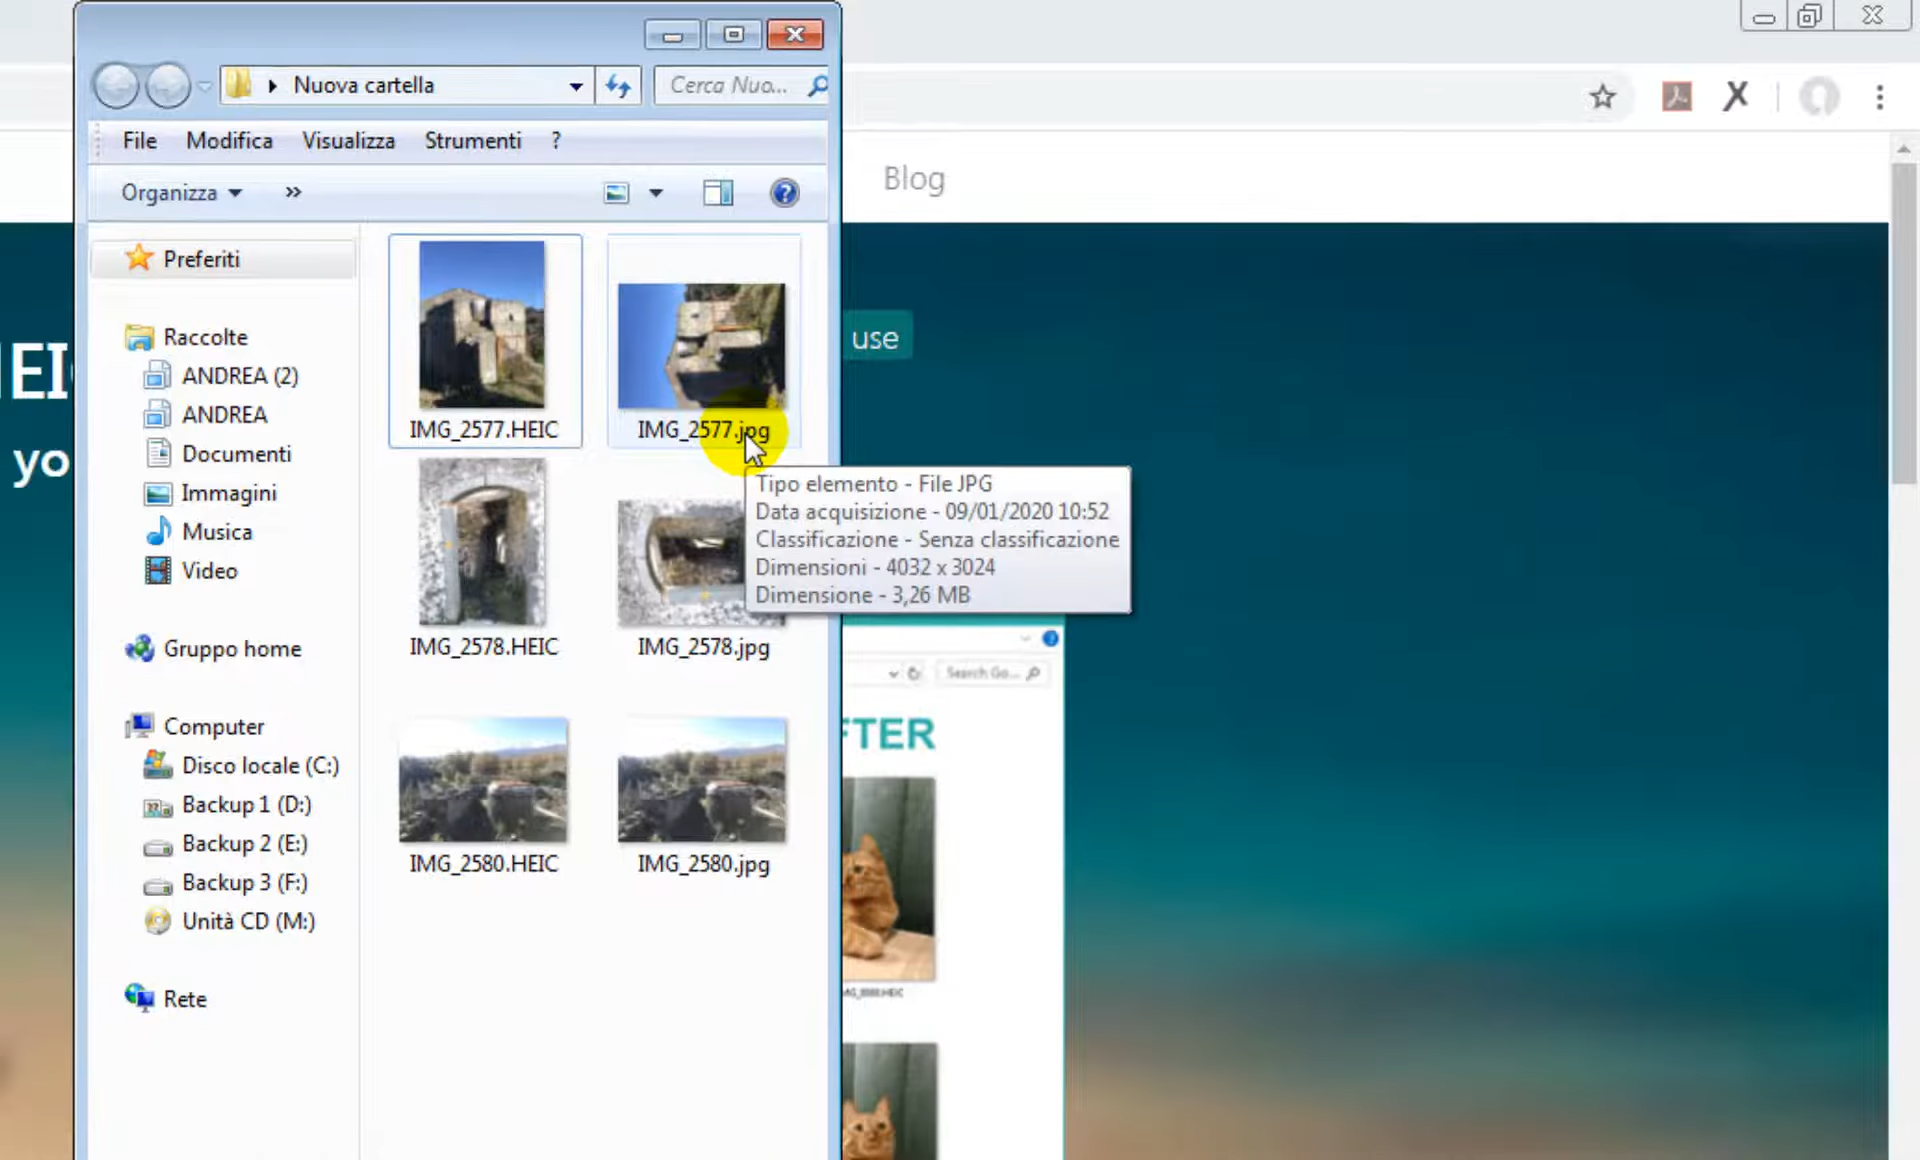 Nuova cartella
Cerca Nuo...
File Modifica Visualizza Strumenti ?
Organizza »
Preferiti
Raccolte
ANDREA (2)
ANDREA
Documenti
Immagini
Musica
Video
Gruppo home
Computer
Disco locale (C:)
Backup 1 (D:)
Backup 2 (E:)
Backup 3 (F:)
Unità CD (M:)
Rete
IMG_2577.HEIC
IMG_2577.jpg
Tipo elemento - File JPG
Data acquisizione - 09/01/2020 10:52
Classificazione - Senza classificazione
Dimensioni - 4032 x 3024
Dimensione - 3,26 MB
IMG_2578.HEIC
IMG_2578.jpg
IMG_2580.HEIC
IMG_2580.jpg
Blog
use
HEIC
yo
Search Go...
FTER